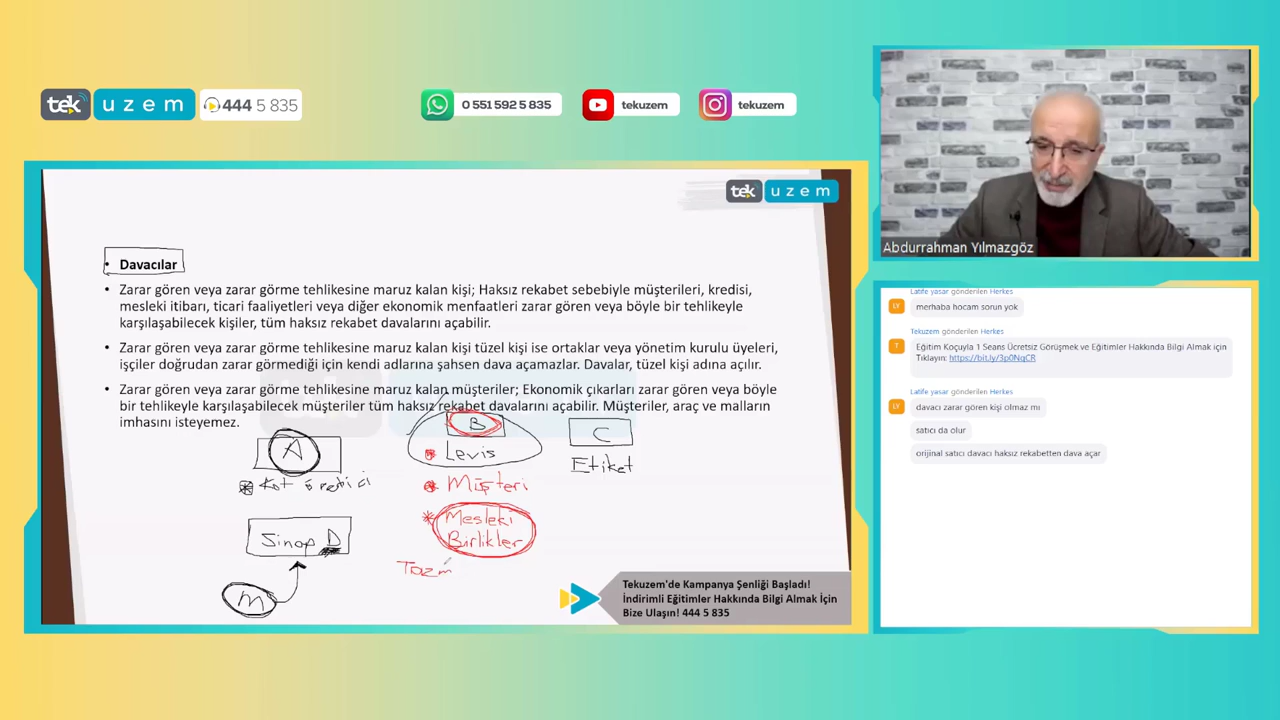 tek uzem 444 5 835
0 551 592 5 835
tekuzem
tekuzem
tek uzem
• Davacılar
• Zarar gören veya zarar görme tehlikesine maruz kalan kişi; Haksız rekabet sebebiyle müşterileri, kredisi,
mesleki itibarı, ticari faaliyetleri veya diğer ekonomik menfaatleri zarar gören veya böyle bir tehlikeyle
karşılaşabilecek kişiler, tüm haksız rekabet davalarını açabilir.
• Zarar gören veya zarar görme tehlikesine maruz kalan kişi tüzel kişi ise ortaklar veya yönetim kurulu üyeleri,
işçiler doğrudan zarar görmediği için kendi adlarına şahsen dava açamazlar. Davalar, tüzel kişi adına açılır.
• Zarar gören veya zarar görme tehlikesine maruz kalan müşteriler; Ekonomik çıkarları zarar gören veya böyle
bir tehlikeyle karşılaşabilecek müşteriler tüm haksız rekabet davalarını açabilir. Müşteriler, araç ve malların
imhasını isteyemez.
A
B
C
Levis
Etiket
Kot üretici
Müşteri
Mesleki
Birlikler
Sinop D
Tazm
M
Tekuzem'de Kampanya Şenliği Başladı!
İndirimli Eğitimler Hakkında Bilgi Almak İçin
Bize Ulaşın! 444 5 835
Abdurrahman Yılmazgöz
Latife yasar gönderilen Herkes
LY
merhaba hocam sorun yok
Tekuzem gönderilen Herkes
T
Eğitim Koçuyla 1 Seans Ücretsiz Görüşmek ve Eğitimler Hakkında Bilgi Almak için
Tıklayın: https://bit.ly/3p0NqCR
Latife yasar gönderilen Herkes
LY
davacı zarar gören kişi olmaz mı
satıcı da olur
orijinal satıcı davacı haksız rekabetten dava açar